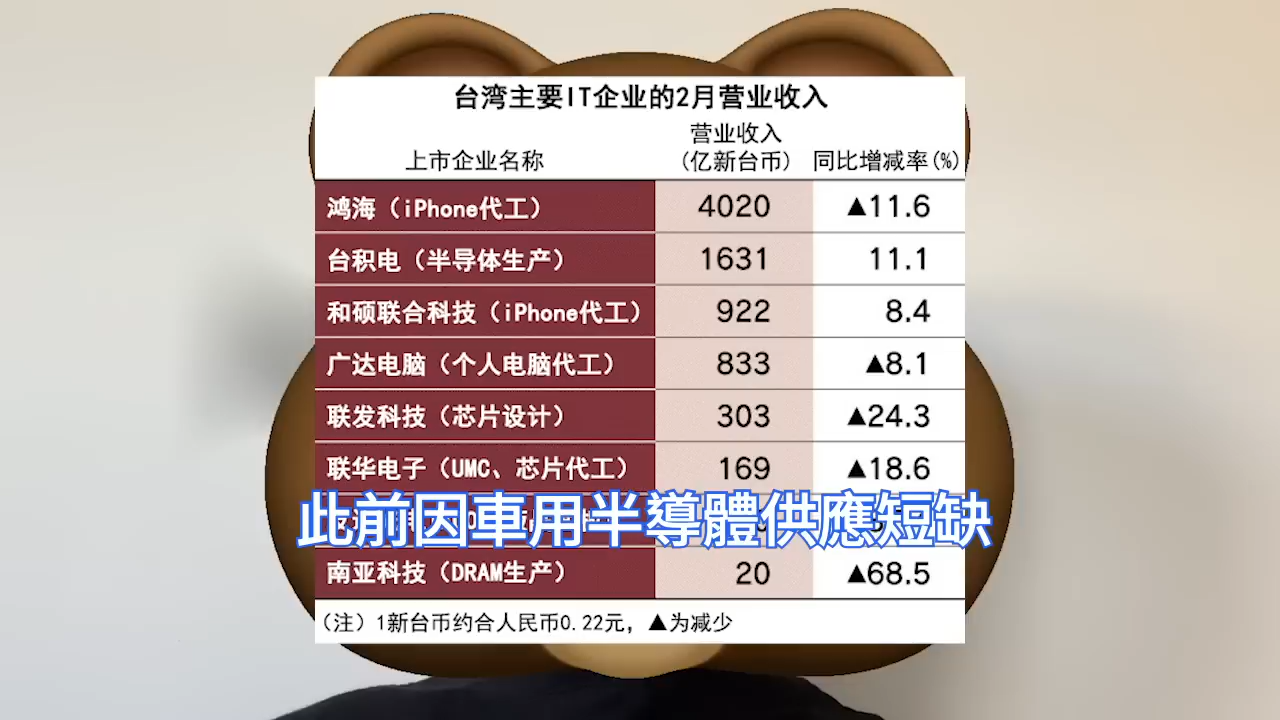 台湾主要IT企业的2月营业收入
上市企业名称 营业收入(亿新台币) 同比增减率(%)
鸿海（iPhone代工） 4020 ▲11.6
台积电（半导体生产） 1631 11.1
和硕联合科技（iPhone代工） 922 8.4
广达电脑（个人电脑代工） 833 ▲8.1
联发科技（芯片设计） 303 ▲24.3
联华电子（UMC、芯片代工） 169 ▲18.6
此前因車用半導體供應短缺
南亚科技（DRAM生产） 20 ▲68.5
（注）1新台币约合人民币0.22元，▲为减少